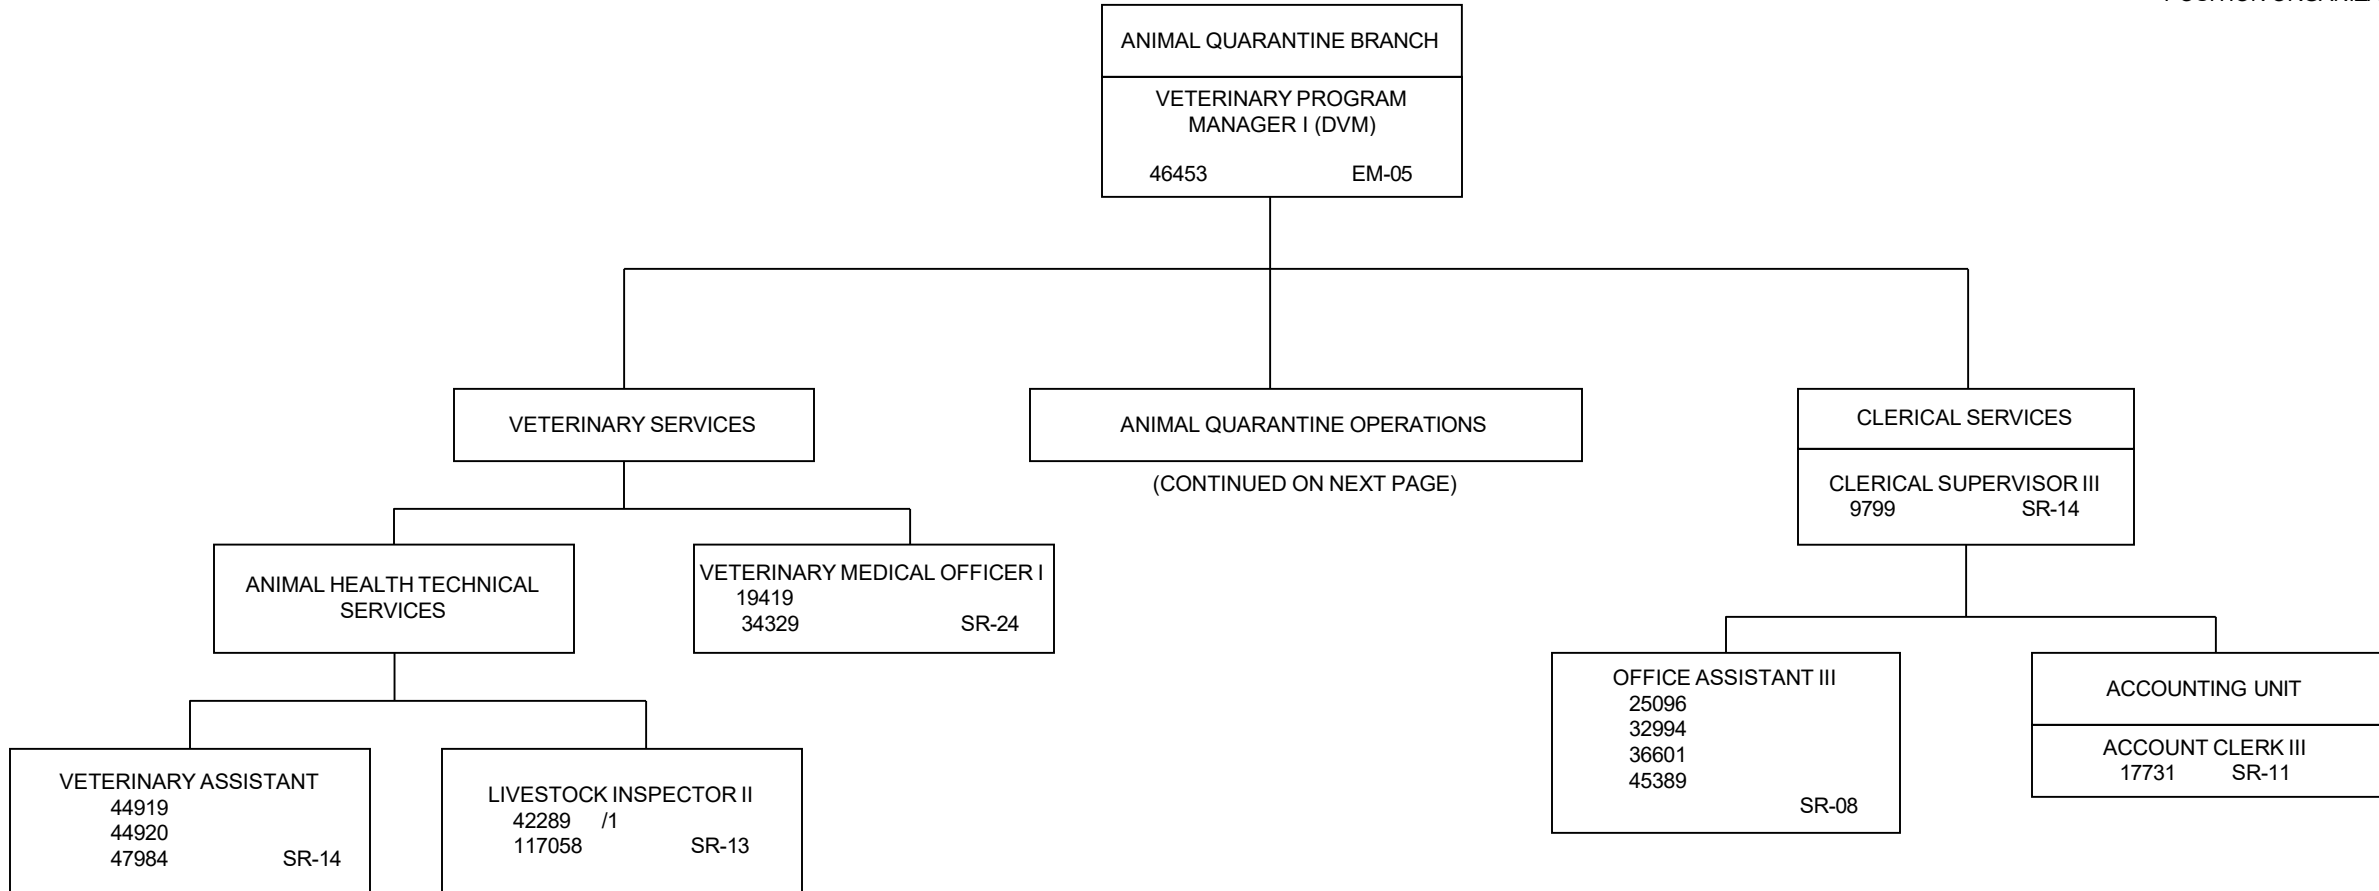 ANIMAL QUARANTINE BRANCH
VETERINARY PROGRAM
MANAGER I (DVM)
46453 EM-05
VETERINARY SERVICES
ANIMAL QUARANTINE OPERATIONS
(CONTINUED ON NEXT PAGE)
CLERICAL SERVICES
CLERICAL SUPERVISOR III
9799 SR-14
ANIMAL HEALTH TECHNICAL
SERVICES
VETERINARY MEDICAL OFFICER I
19419
34329 SR-24
OFFICE ASSISTANT III
25096
32994
36601
45389
SR-08
ACCOUNTING UNIT
ACCOUNT CLERK III
17731 SR-11
VETERINARY ASSISTANT
44919
44920
47984 SR-14
LIVESTOCK INSPECTOR II
42289 /1
117058 SR-13